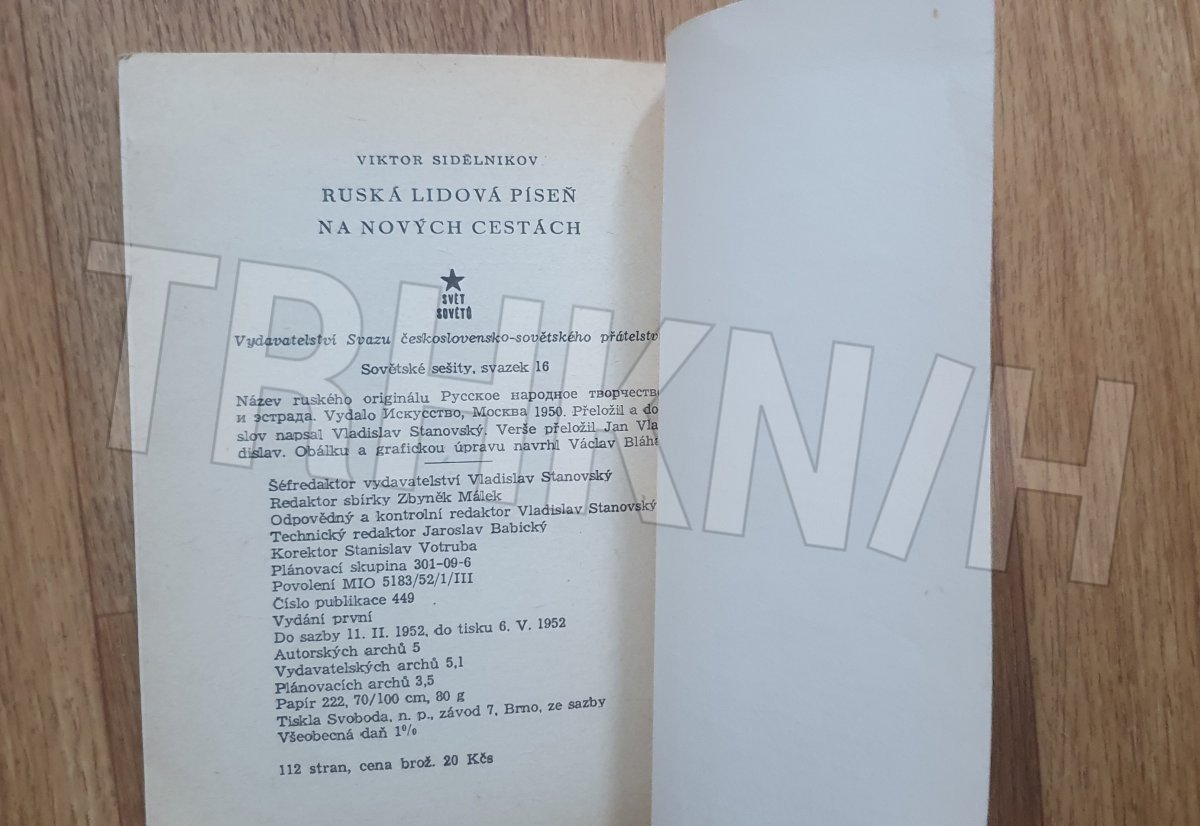 VIKTOR SIDĚLNIKOV
RUSKÁ LIDOVÁ PÍSEŇ
NA NOVÝCH CESTÁCH
SVĚT
SOVĚTŮ
Vydavatelství Svazu československo-sovětského přátelstv
Sovětské sešity, svazek 16
Název ruského originálu Русское народное творчество
и эстрада. Vydalo Искусство, Москва 1950. Přeložil a do
slov napsal Vladislav Stanovský. Verše přeložil Jan Vla
dislav. Obálku a grafickou úpravu navrhl Václav Bláha
Šéfredaktor vydavatelství Vladislav Stanovský
Redaktor sbírky Zbyněk Málek
Odpovědný a kontrolní redaktor Vladislav Stanovský
Technický redaktor Jaroslav Babický
Korektor Stanislav Votruba
Plánovací skupina 301-09-6
Povolení MIO 5183/52/1/III
Číslo publikace 449
Vydání první
Do sazby 11. II. 1952, do tisku 6. V. 1952
Autorských archů 5
Vydavatelských archů 5,1
Plánovacích archů 3,5
Papír 222, 70/100 cm, 80 g
Tiskla Svoboda, n. p., závod 7, Brno, ze sazby
Všeobecná daň 1%
112 stran, cena brož. 20 Kčs
TRHKNIH